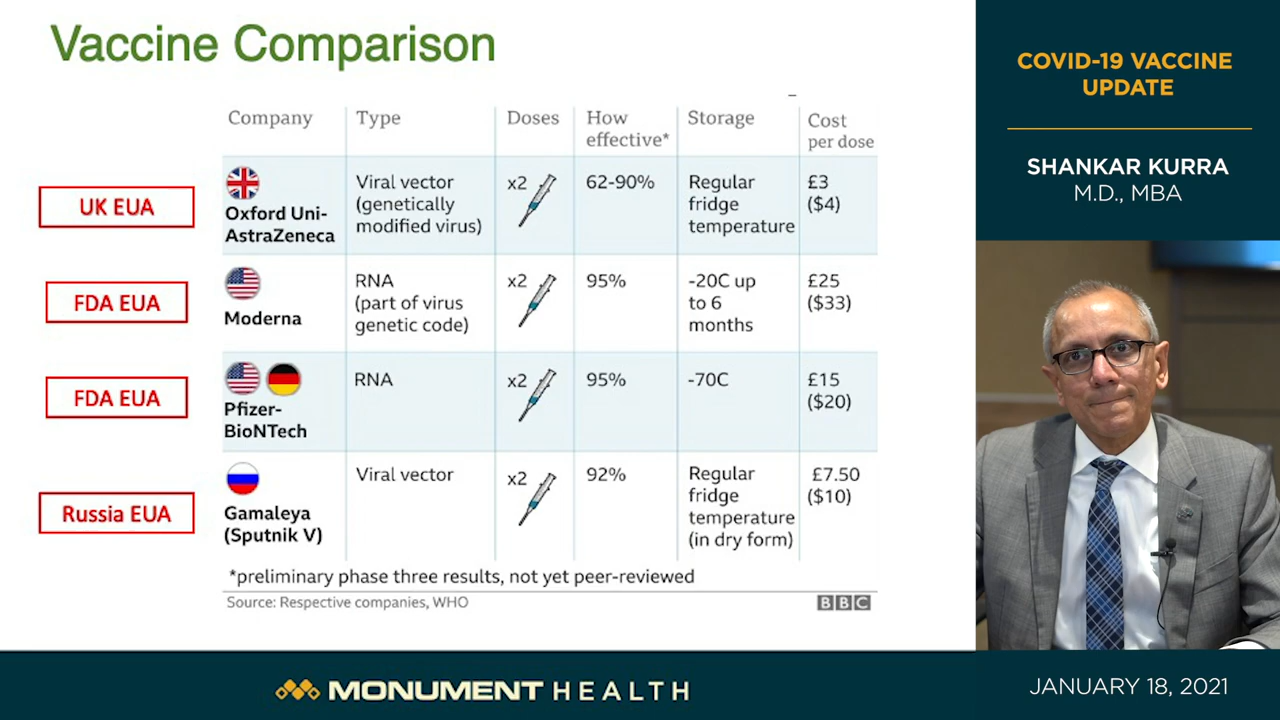 Vaccine Comparison
Company
Type
Doses
How
effective*
Storage
Cost
per dose
UK EUA
Oxford Uni-
AstraZeneca
Viral vector
(genetically
modified virus)
x2
62-90%
Regular
fridge
temperature
£3
($4)
FDA EUA
Moderna
RNA
(part of virus
genetic code)
x2
95%
-20C up
to 6
months
£25
($33)
FDA EUA
Pfizer-
BioNTech
RNA
x2
95%
-70C
£15
($20)
Russia EUA
Gamaleya
(Sputnik V)
Viral vector
x2
92%
Regular
fridge
temperature
(in dry form)
£7.50
($10)
*preliminary phase three results, not yet peer-reviewed
Source: Respective companies, WHO
BBC
COVID-19 VACCINE
UPDATE
SHANKAR KURRA
M.D., MBA
MONUMENT HEALTH
JANUARY 18, 2021